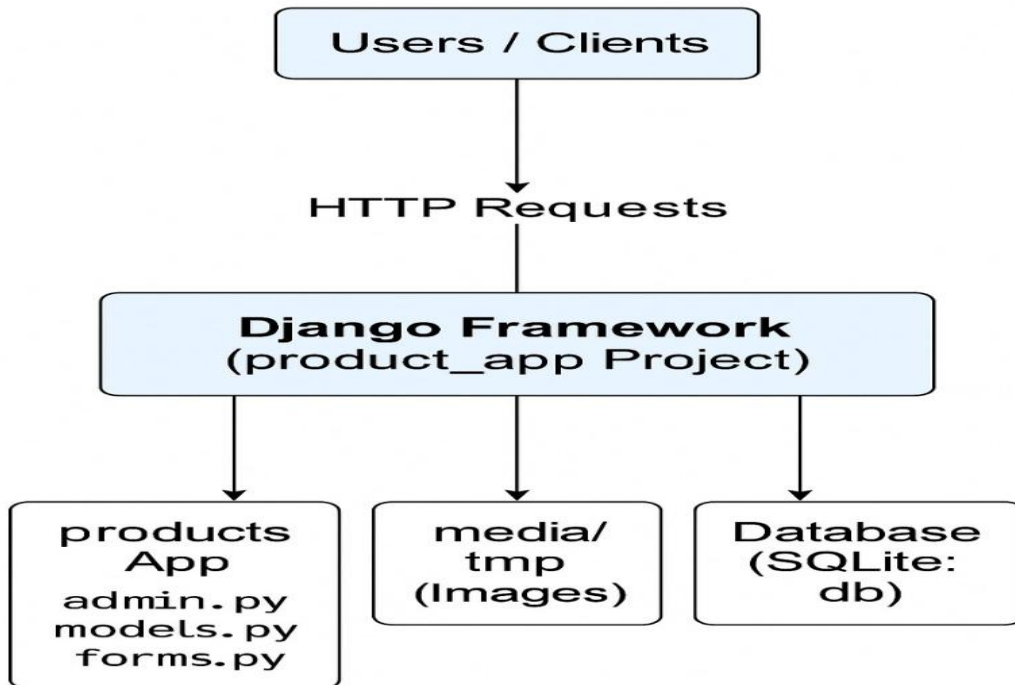 Users / Clients
HTTP Requests
Django Framework
(product_app Project)
products
App
admin.py
models.py
forms.py
media/
tmp
(Images)
Database
(SQLite:
db)